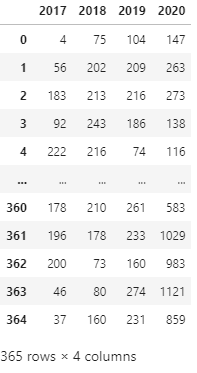 2017 2018 2019 2020
0 4 75 104 147
1 56 202 209 263
2 183 213 216 273
3 92 243 186 138
4 222 216 74 116
... ... ... ... ...
360 178 210 261 583
361 196 178 233 1029
362 200 73 160 983
363 46 80 274 1121
364 37 160 231 859
365 rows × 4 columns